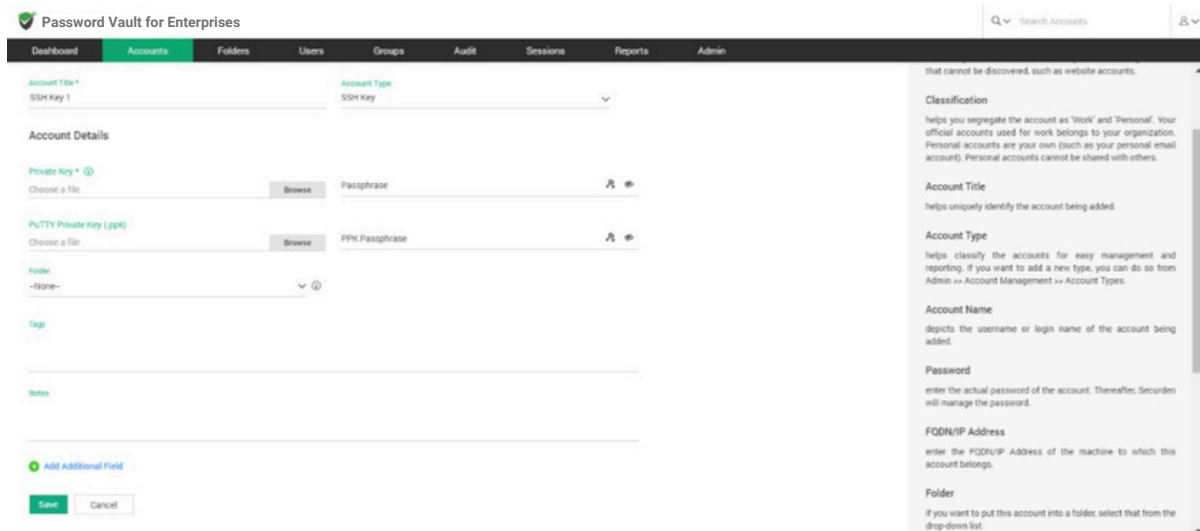 Password Vault for Enterprises
Search Accounts
Dashboard Accounts Folders Users Groups Audit Sessions Reports Admin
Account Title * Account Type
SSH Key 1 SSH Key
Account Details
Private Key *
Choose a file Browse Passphrase
PuTTY Private Key (.ppk)
Choose a file Browse PPK Passphrase
Folder
--None--
Tags
Notes
Add Additional Field
Save Cancel
that cannot be discovered, such as website accounts.
Classification
helps you segregate the account as 'Work' and 'Personal'. Your
official accounts used for work belongs to your organization.
Personal accounts are your own (such as your personal email
account). Personal accounts cannot be shared with others.
Account Title
helps uniquely identify the account being added.
Account Type
helps classify the accounts for easy management and
reporting. If you want to add a new type, you can do so from
Admin >> Account Management >> Account Types.
Account Name
depicts the username or login name of the account being
added.
Password
enter the actual password of the account. Thereafter, Securden
will manage the password.
FQDN/IP Address
enter the FQDN/IP Address of the machine to which this
account belongs.
Folder
if you want to put this account into a folder, select that from the
drop-down list.